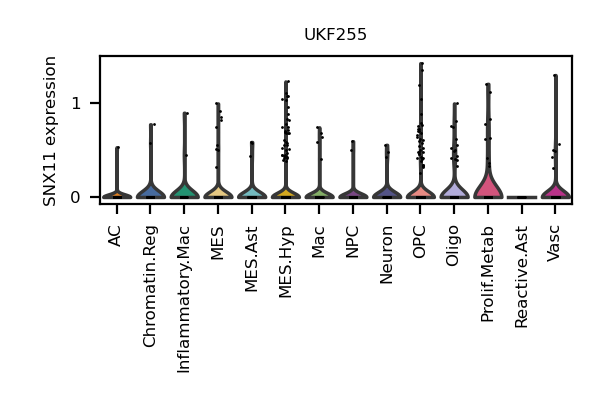 UKF255
SNX11 expression
1
0
AC
Chromatin.Reg
Inflammatory.Mac
MES
MES.Ast
MES.Hyp
Mac
NPC
Neuron
OPC
Oligo
Prolif.Metab
Reactive.Ast
Vasc